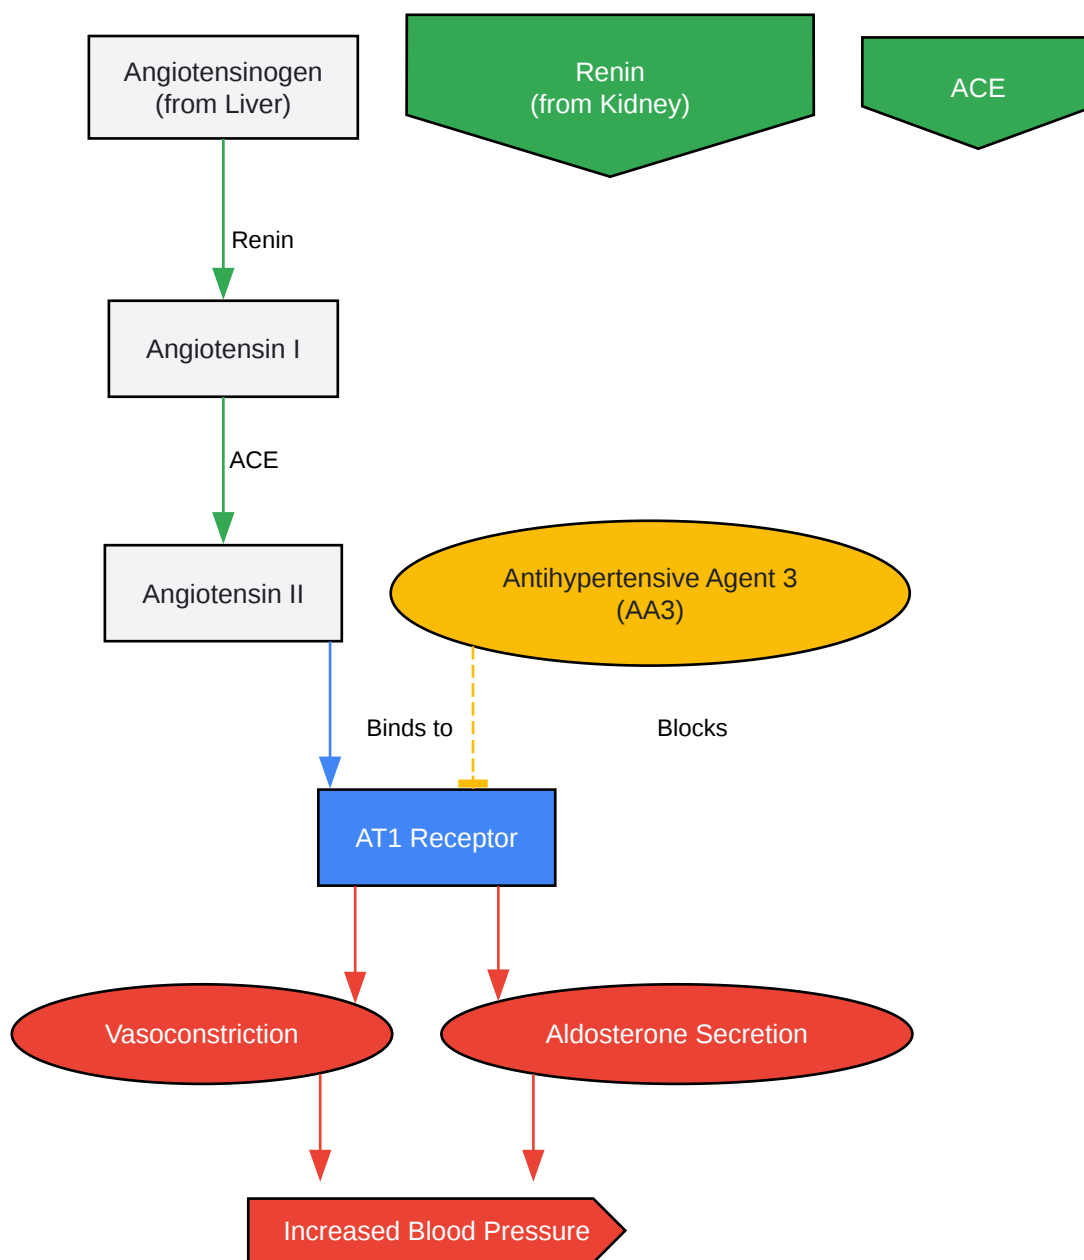 Angiotensinogen
(from Liver)
Renin
(from Kidney)
ACE
Renin
Angiotensin I
ACE
Angiotensin II
Antihypertensive Agent 3
(AA3)
Binds to
Blocks
AT1 Receptor
Vasoconstriction
Aldosterone Secretion
Increased Blood Pressure